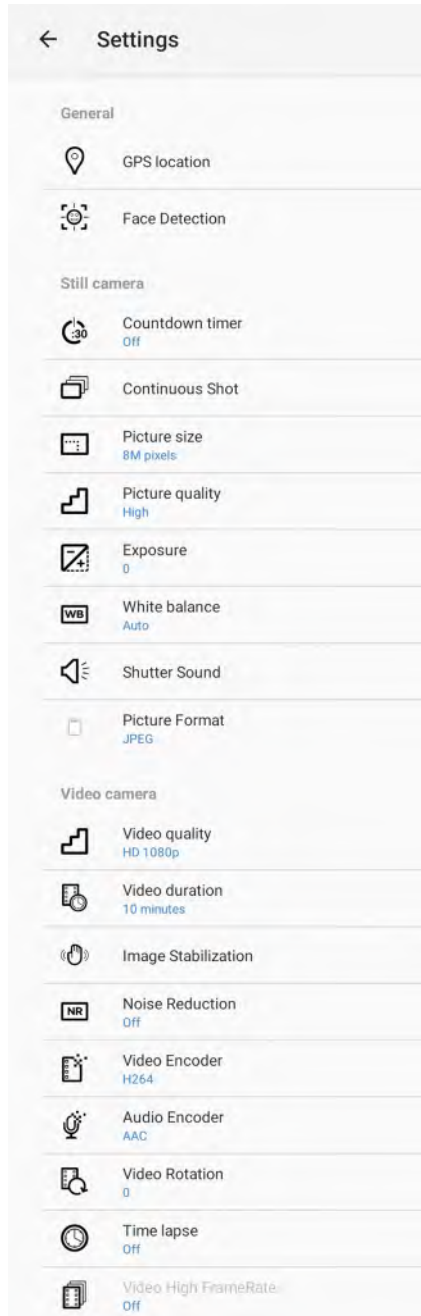 Settings
General
GPS location
Face Detection
Still camera
:30
Countdown timer
Off
Continuous Shot
Picture size
8M pixels
Picture quality
High
Exposure
0
WB
White balance
Auto
Shutter Sound
Picture Format
JPEG
Video camera
Video quality
HD 1080p
Video duration
10 minutes
Image Stabilization
NR
Noise Reduction
Off
Video Encoder
H264
Audio Encoder
AAC
Video Rotation
0
Time lapse
Off
Video High FrameRate
Off